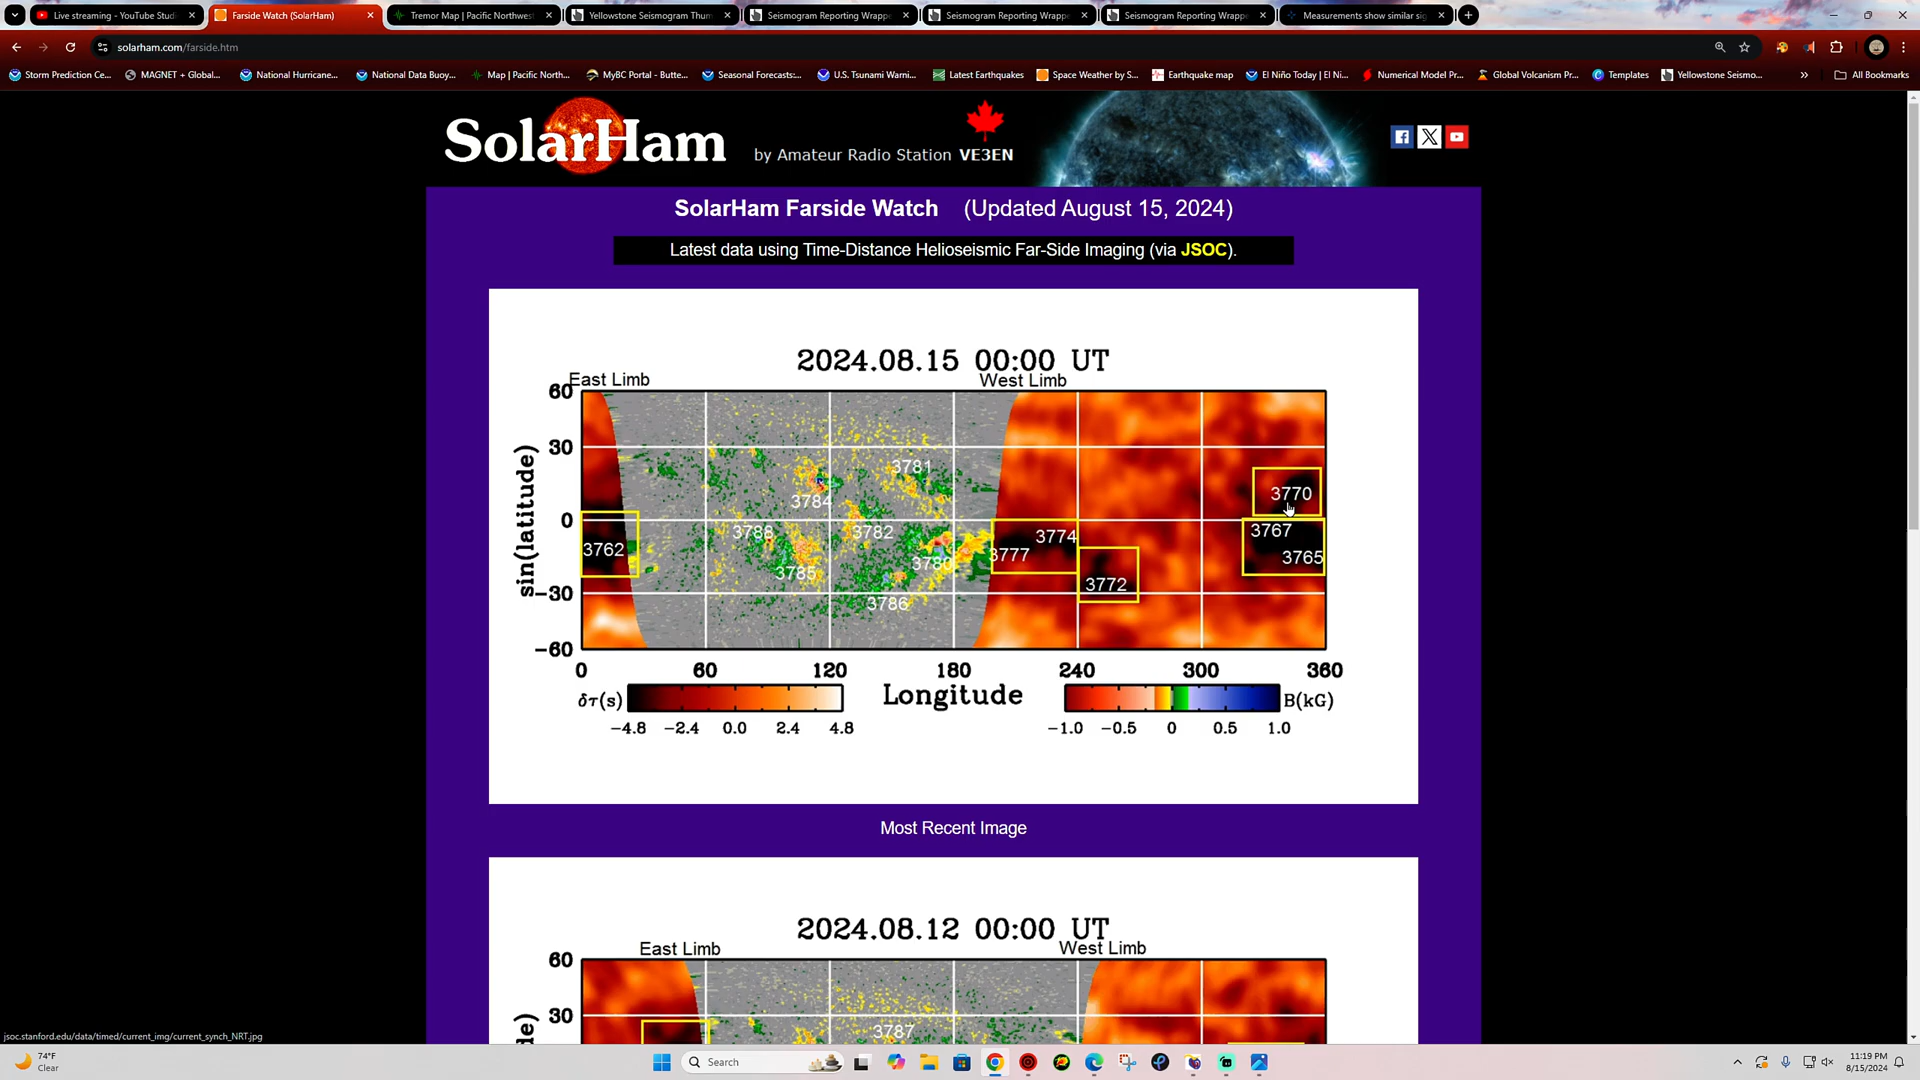 Live streaming - YouTube Studi
Farside Watch (SolarHam)
Tremor Map | Pacific Northwest
Yellowstone Seismogram Thum
Seismogram Reporting Wrappe
Seismogram Reporting Wrappe
Seismogram Reporting Wrappe
Measurements show similar sig
solarham.com/farside.htm
Storm Prediction Ce...
MAGNET + Global...
National Hurricane...
National Data Buoy...
Map | Pacific North...
MyBC Portal - Butte...
Seasonal Forecasts:...
U.S. Tsunami Warni...
Latest Earthquakes
Space Weather by S...
Earthquake map
El Niño Today | El Ni...
Numerical Model Pr...
Global Volcanism Pr...
Templates
Yellowstone Seismo...
All Bookmarks
SolarHam
by Amateur Radio Station VE3EN
SolarHam Farside Watch (Updated August 15, 2024)
Latest data using Time-Distance Helioseismic Far-Side Imaging (via JSOC).
2024.08.15 00:00 UT
East Limb
West Limb
60
30
0
−30
−60
sin(latitude)
3781
3784
3770
3788
3782
3774
3767
3762
3777
3765
3780
3785
3772
3786
0 60 120 180 240 300 360
Longitude
δτ(s)
−4.8 −2.4 0.0 2.4 4.8
B(kG)
−1.0 −0.5 0 0.5 1.0
Most Recent Image
2024.08.12 00:00 UT
East Limb
West Limb
60
30
3787
jsoc.stanford.edu/data/timed/current_img/current_synch_NRT.jpg
74°F
Clear
Search
11:19 PM
8/15/2024